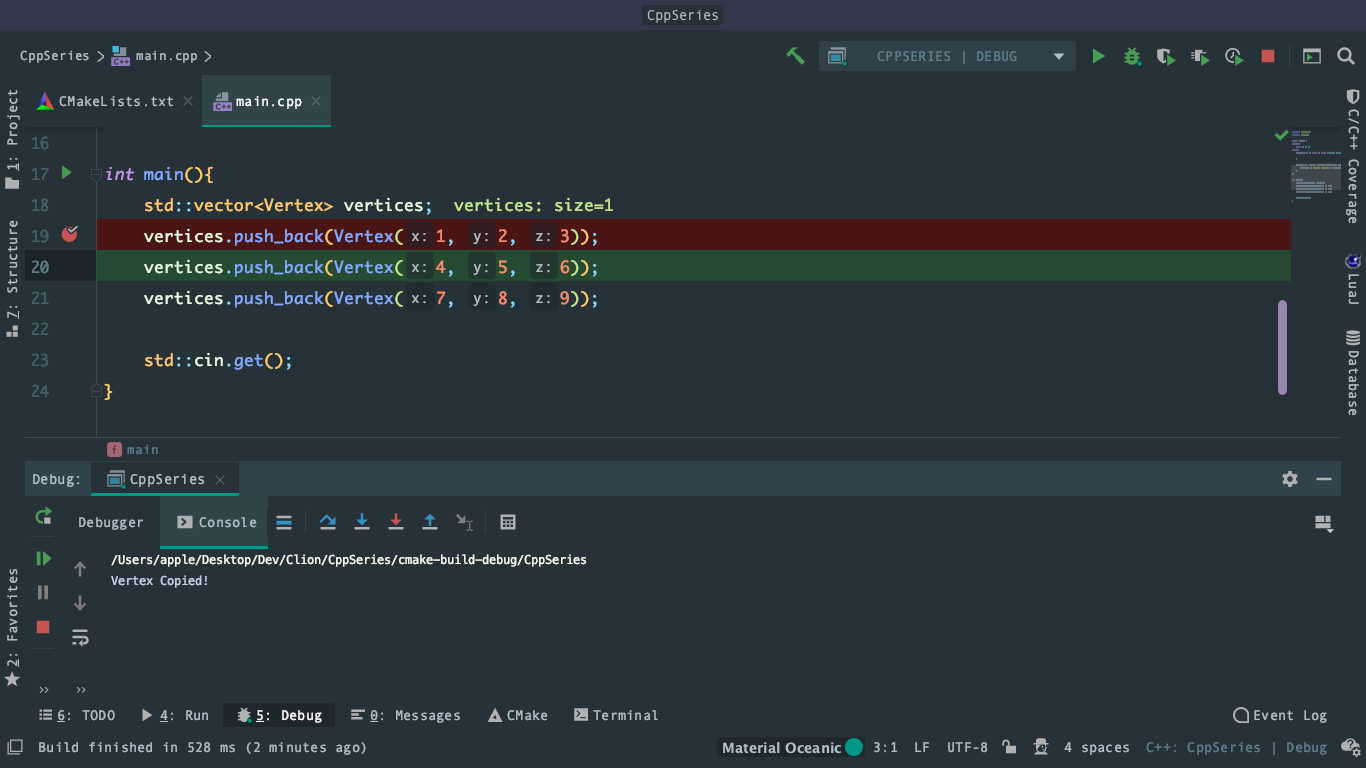 CppSeries
CppSeries > main.cpp >
CPPSERIES | DEBUG
CMakeLists.txt
main.cpp
1: Project
Z: Structure
2: Favorites
C/C++ Coverage
LuaJ
Database
16
17 int main(){
18 std::vector<Vertex> vertices; vertices: size=1
19 vertices.push_back(Vertex( x: 1, y: 2, z: 3));
20 vertices.push_back(Vertex( x: 4, y: 5, z: 6));
21 vertices.push_back(Vertex( x: 7, y: 8, z: 9));
22
23 std::cin.get();
24 }
f main
Debug: CppSeries
Debugger Console
/Users/apple/Desktop/Dev/Clion/CppSeries/cmake-build-debug/CppSeries
Vertex Copied!
6: TODO 4: Run 5: Debug 0: Messages CMake Terminal Event Log
Build finished in 528 ms (2 minutes ago) Material Oceanic 3:1 LF UTF-8 4 spaces C++: CppSeries | Debug